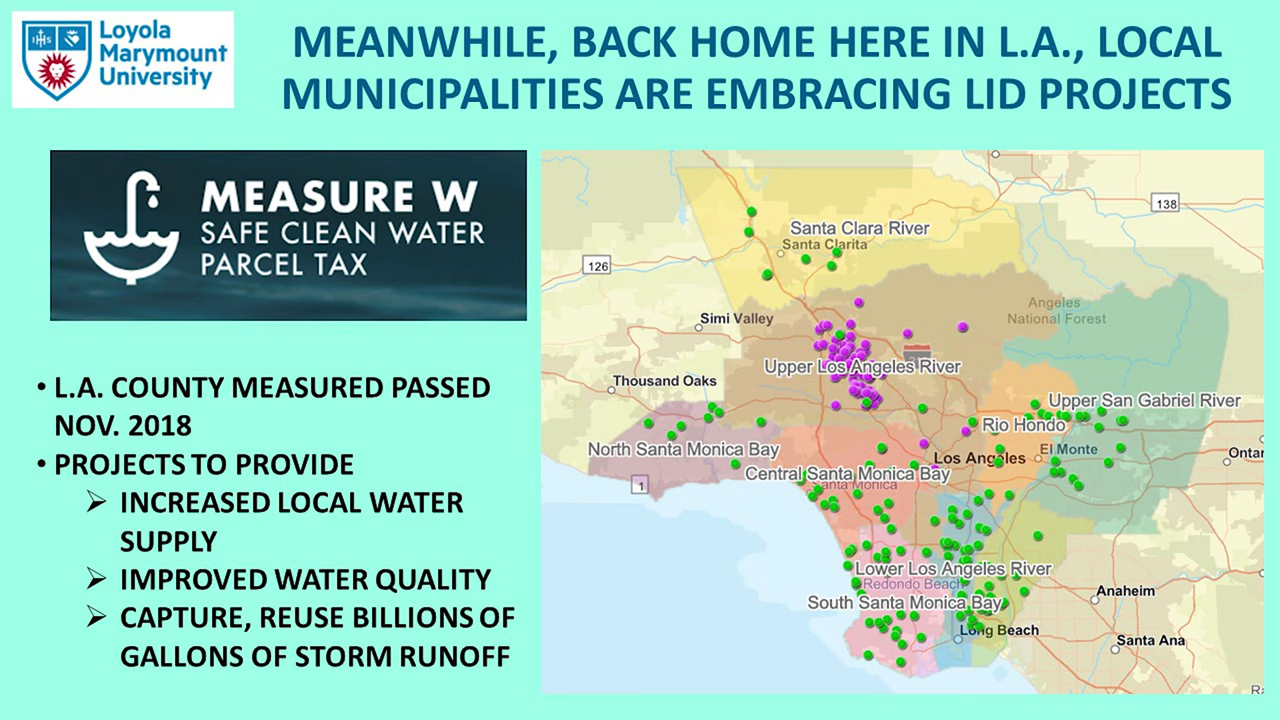 Loyola
Marymount
University
MEANWHILE, BACK HOME HERE IN L.A., LOCAL
MUNICIPALITIES ARE EMBRACING LID PROJECTS
MEASURE W
SAFE CLEAN WATER
PARCEL TAX
• L.A. COUNTY MEASURED PASSED
NOV. 2018
• PROJECTS TO PROVIDE
➢ INCREASED LOCAL WATER
SUPPLY
➢ IMPROVED WATER QUALITY
➢ CAPTURE, REUSE BILLIONS OF
GALLONS OF STORM RUNOFF
138
Santa Clara River
Santa Clarita
126
Angeles
National Forest
Simi Valley
Upper Los Angeles River
Thousand Oaks
Upper San Gabriel River
Rio Hondo
North Santa Monica Bay
El Monte
Ontar
Los Angeles
Central Santa Monica Bay
Santa Monica
1
Lower Los Angeles River
Redondo Beach
Anaheim
South Santa Monica Bay
Long Beach
Santa Ana